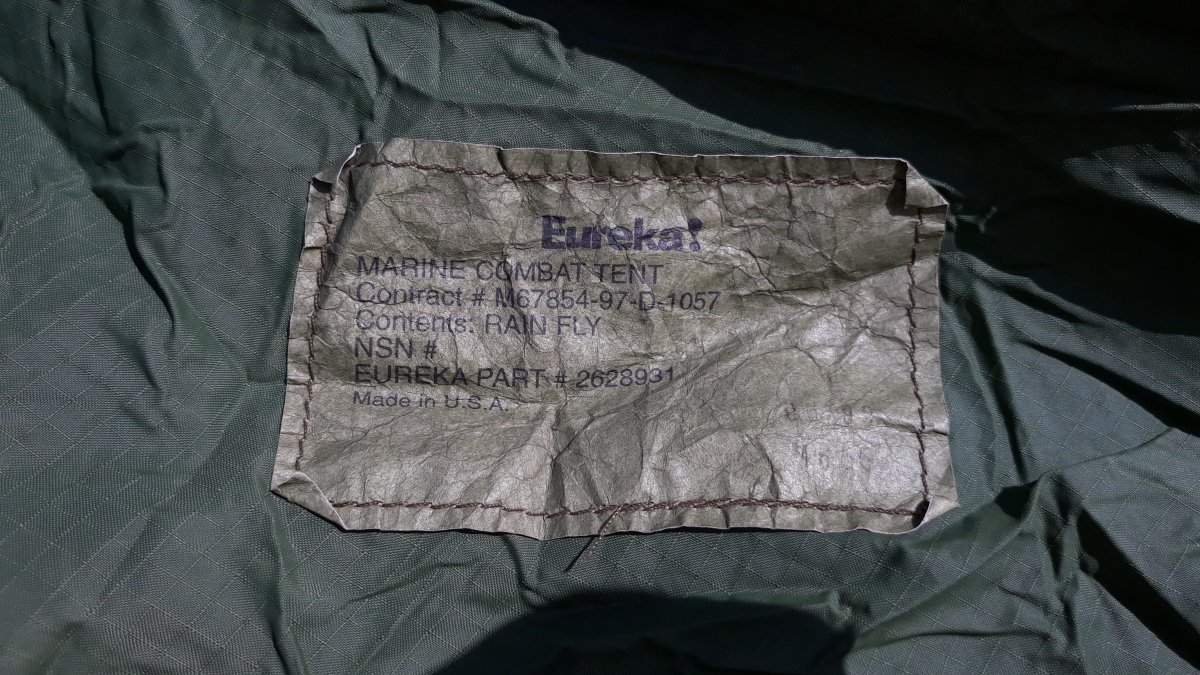 Eureka!
MARINE COMBAT TENT
Contract # M67854-97-D-1057
Contents: RAIN FLY
NSN #
EUREKA PART # 2628931
Made in U.S.A.